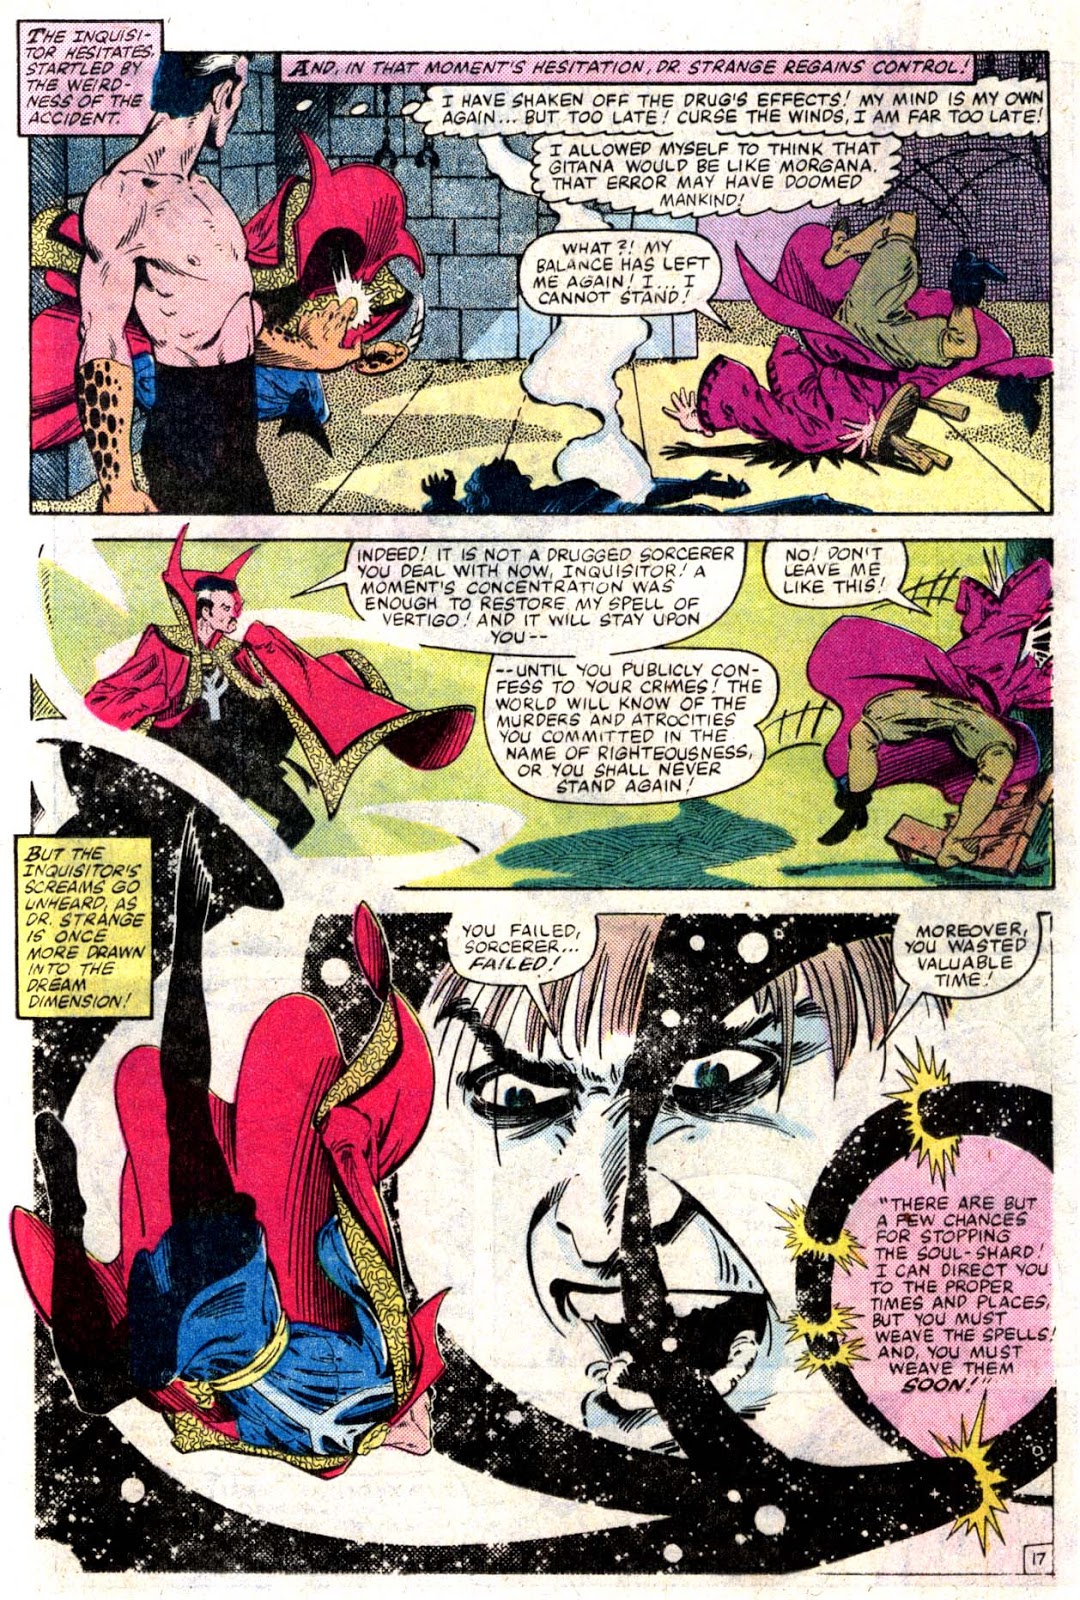 THE INQUISI-
TOR HESITATES,
STARTLED BY
THE WEIRD-
NESS OF THE
ACCIDENT.
AND, IN THAT MOMENT'S HESITATION, DR. STRANGE REGAINS CONTROL!
I HAVE SHAKEN OFF THE DRUG'S EFFECTS! MY MIND IS MY OWN
AGAIN... BUT TOO LATE! CURSE THE WINDS, I AM FAR TOO LATE!
I ALLOWED MYSELF TO THINK THAT
GITANA WOULD BE LIKE MORGANA.
THAT ERROR MAY HAVE DOOMED
MANKIND!
WHAT?! MY
BALANCE HAS LEFT
ME AGAIN! I... I
CANNOT STAND!
INDEED! IT IS NOT A DRUGGED SORCERER
YOU DEAL WITH NOW, INQUISITOR! A
MOMENT'S CONCENTRATION WAS
ENOUGH TO RESTORE MY SPELL OF
VERTIGO! AND IT WILL STAY UPON
YOU--
NO! DON'T
LEAVE ME
LIKE THIS!
--UNTIL YOU PUBLICLY CON-
FESS TO YOUR CRIMES! THE
WORLD WILL KNOW OF THE
MURDERS AND ATROCITIES
YOU COMMITTED IN THE
NAME OF RIGHTEOUSNESS,
OR YOU SHALL NEVER
STAND AGAIN!
BUT THE
INQUISITOR'S
SCREAMS GO
UNHEARD, AS
DR. STRANGE
IS ONCE
MORE DRAWN
INTO THE
DREAM
DIMENSION!
YOU FAILED,
SORCERER...
FAILED!
MOREOVER,
YOU WASTED
VALUABLE
TIME!
"THERE ARE BUT
A FEW CHANCES
FOR STOPPING
THE SOUL-SHARD!
I CAN DIRECT YOU
TO THE PROPER
TIMES AND PLACES,
BUT YOU MUST
WEAVE THE SPELLS!
AND, YOU MUST
WEAVE THEM
SOON!"
17